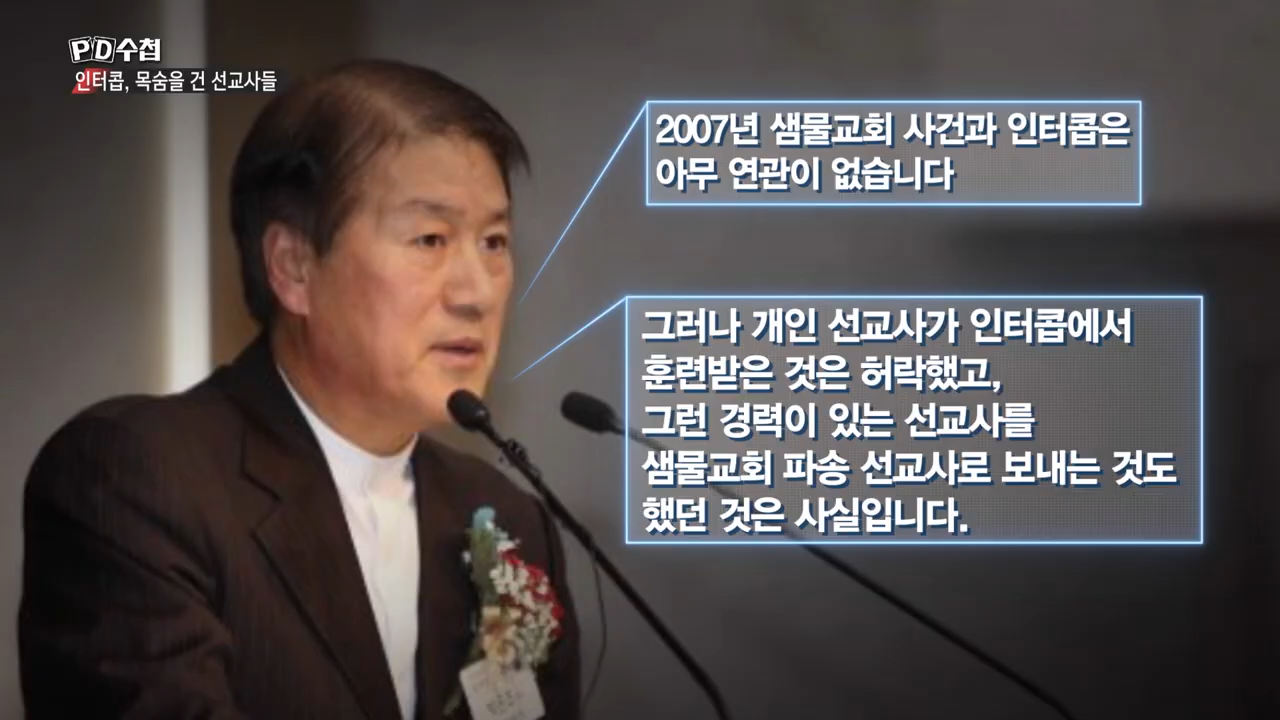 PD수첩
인터콥, 목숨을 건 선교사들
2007년 샘물교회 사건과 인터콥은
아무 연관이 없습니다
그러나 개인 선교사가 인터콥에서
훈련받은 것은 허락했고,
그런 경력이 있는 선교사를
샘물교회 파송 선교사로 보내는 것도
했던 것은 사실입니다.